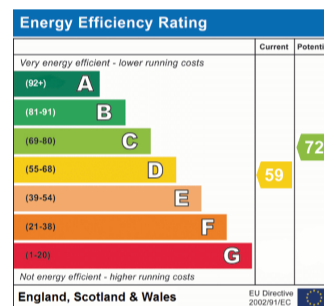 Energy Efficiency Rating
Current Potenti
Very energy efficient - lower running costs
(92+) A
(81-91) B
(69-80) C
72
(55-68) D
59
(39-54) E
(21-38) F
(1-20) G
Not energy efficient - higher running costs
England, Scotland & Wales
EU Directive
2002/91/EC